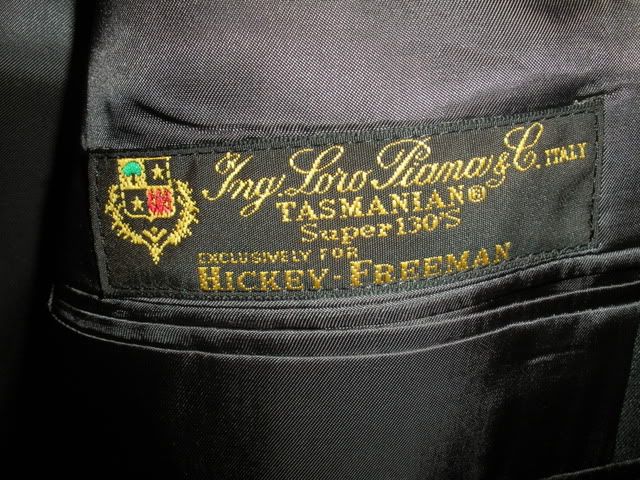 Ing Loro Piana & C. ITALY
TASMANIAN®
Super 130'S
EXCLUSIVELY FOR
HICKEY-FREEMAN